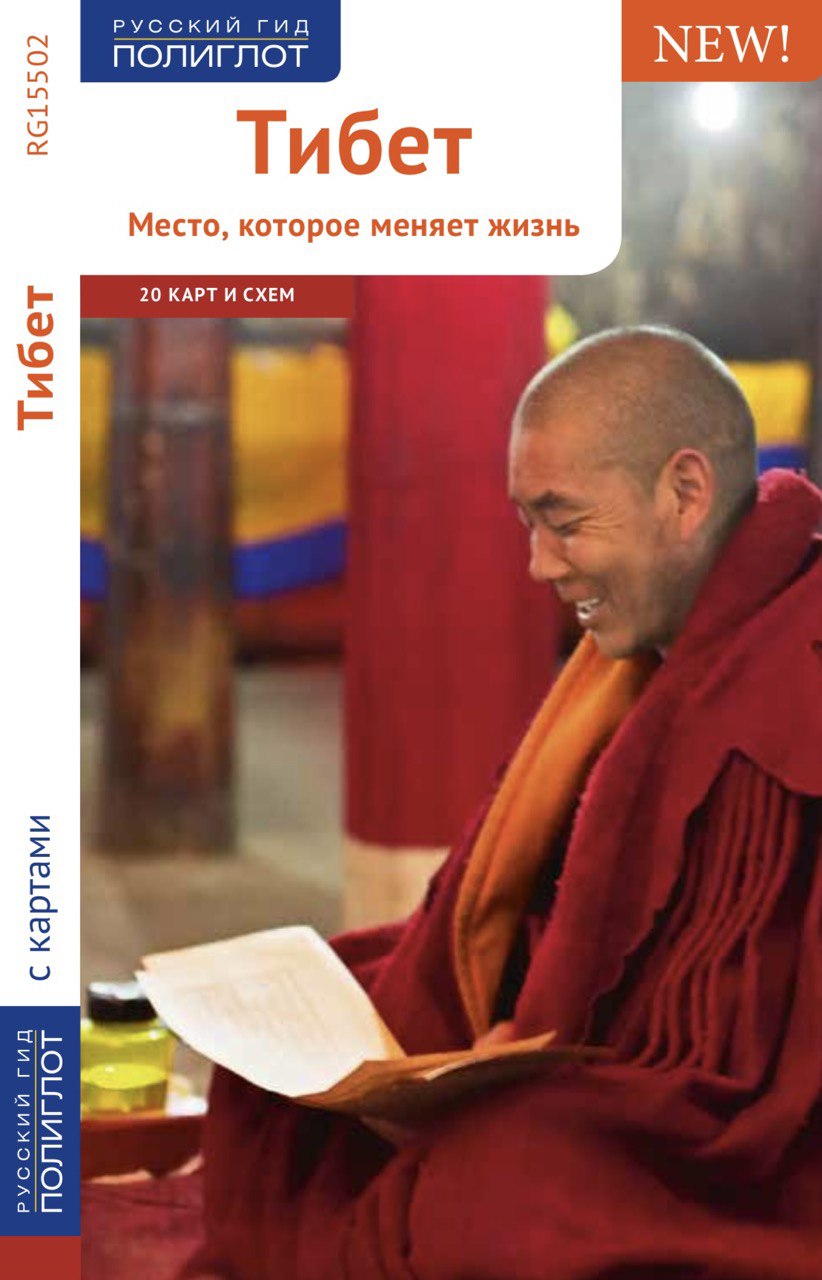 РУССКИЙ ГИД
ПОЛИГЛОТ
NEW!
Тибет
Место, которое меняет жизнь
20 КАРТ И СХЕМ
RG15502
Тибет
с картами
РУССКИЙ ГИД
ПОЛИГЛОТ